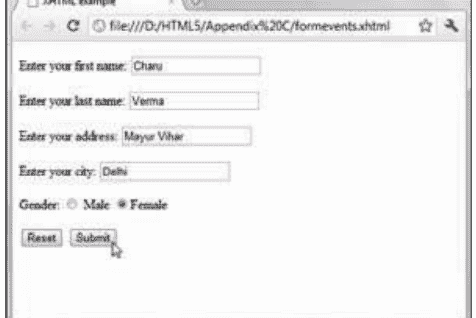 XHTML example
file:///D:/HTML5/Appendix%20C/formevents.xhtml
Enter your first name: Charu
Enter your last name: Verma
Enter your address: Mayur Vihar
Enter your city: Delhi
Gender: Male Female
Reset Submit